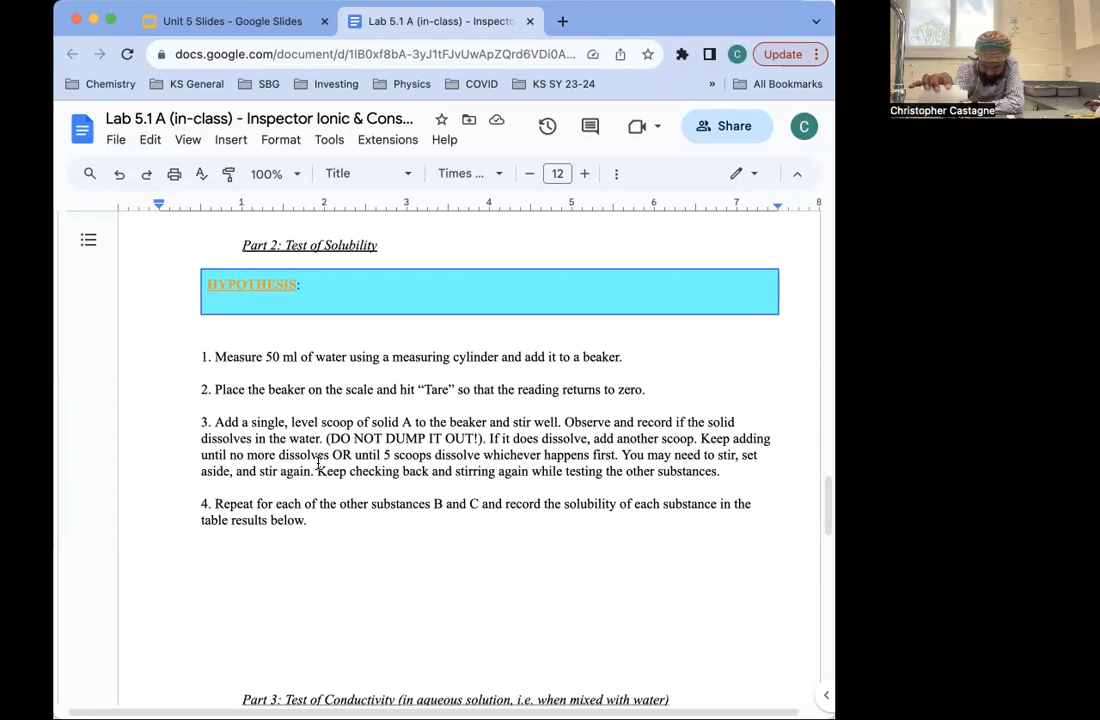 Unit 5 Slides - Google Slides
Lab 5.1 A (in-class) - Inspecto
docs.google.com/document/d/1IB0xf8bA-3yJ1tFJvUwApZQrd6VDi0A...
Update
Chemistry
KS General
SBG
Investing
Physics
COVID
KS SY 23-24
»
All Bookmarks
Lab 5.1 A (in-class) - Inspector Ionic & Cons...
Share
C
File Edit View Insert Format Tools Extensions Help
100% Title Times ... 12
1 2 3 4 5 6 7 8
Part 2: Test of Solubility
HYPOTHESIS:
1. Measure 50 ml of water using a measuring cylinder and add it to a beaker.
2. Place the beaker on the scale and hit “Tare” so that the reading returns to zero.
3. Add a single, level scoop of solid A to the beaker and stir well. Observe and record if the solid
dissolves in the water. (DO NOT DUMP IT OUT!). If it does dissolve, add another scoop. Keep adding
until no more dissolves OR until 5 scoops dissolve whichever happens first. You may need to stir, set
aside, and stir again. Keep checking back and stirring again while testing the other substances.
4. Repeat for each of the other substances B and C and record the solubility of each substance in the
table results below.
Part 3: Test of Conductivity (in aqueous solution, i.e. when mixed with water)
Christopher Castagne